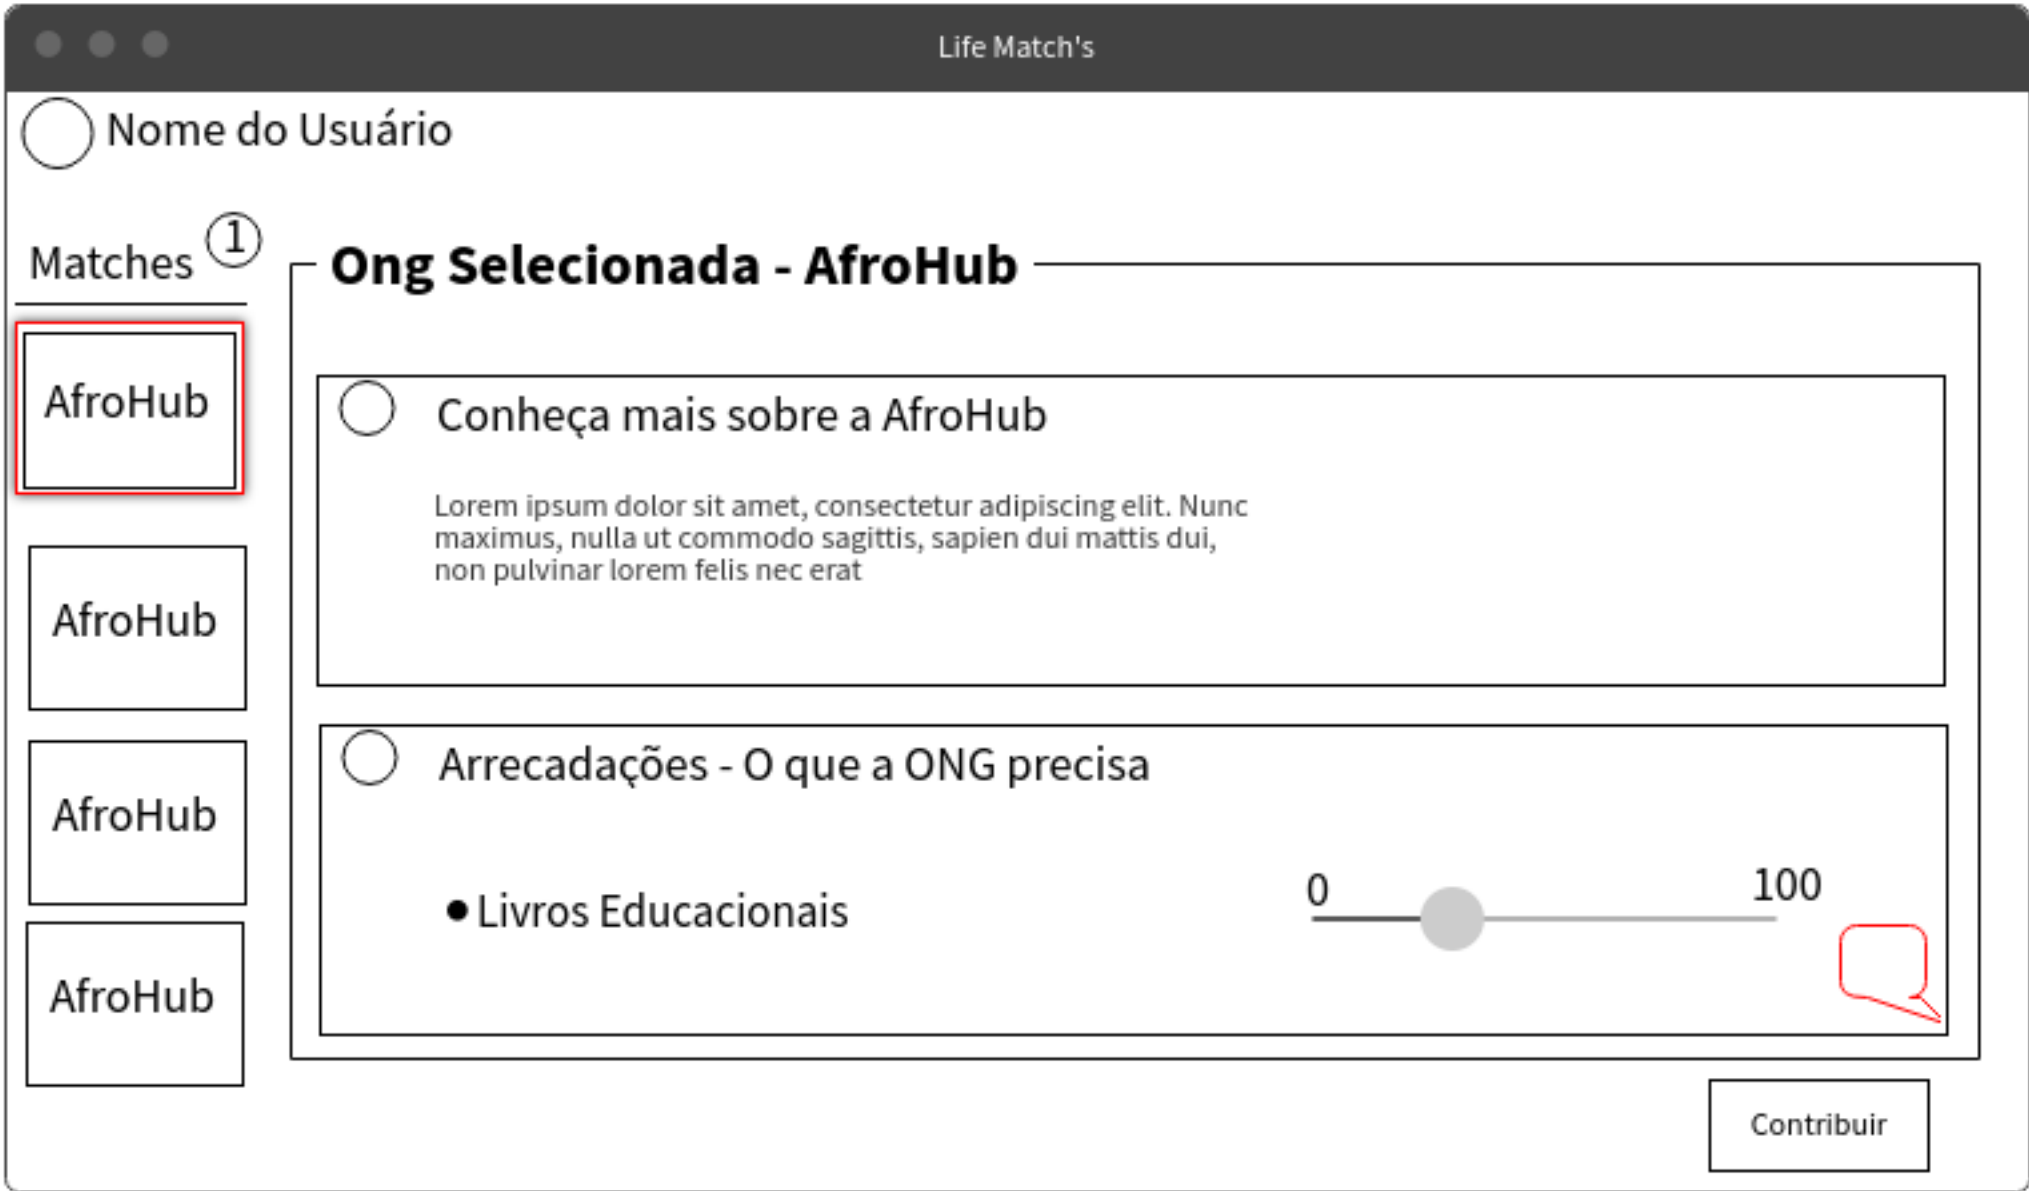 Life Match's
Nome do Usuário
Matches
1
AfroHub
AfroHub
AfroHub
AfroHub
Ong Selecionada - AfroHub
Conheça mais sobre a AfroHub
Lorem ipsum dolor sit amet, consectetur adipiscing elit. Nunc
maximus, nulla ut commodo sagittis, sapien dui mattis dui,
non pulvinar lorem felis nec erat
Arrecadações - O que a ONG precisa
Livros Educacionais
0
100
Contribuir